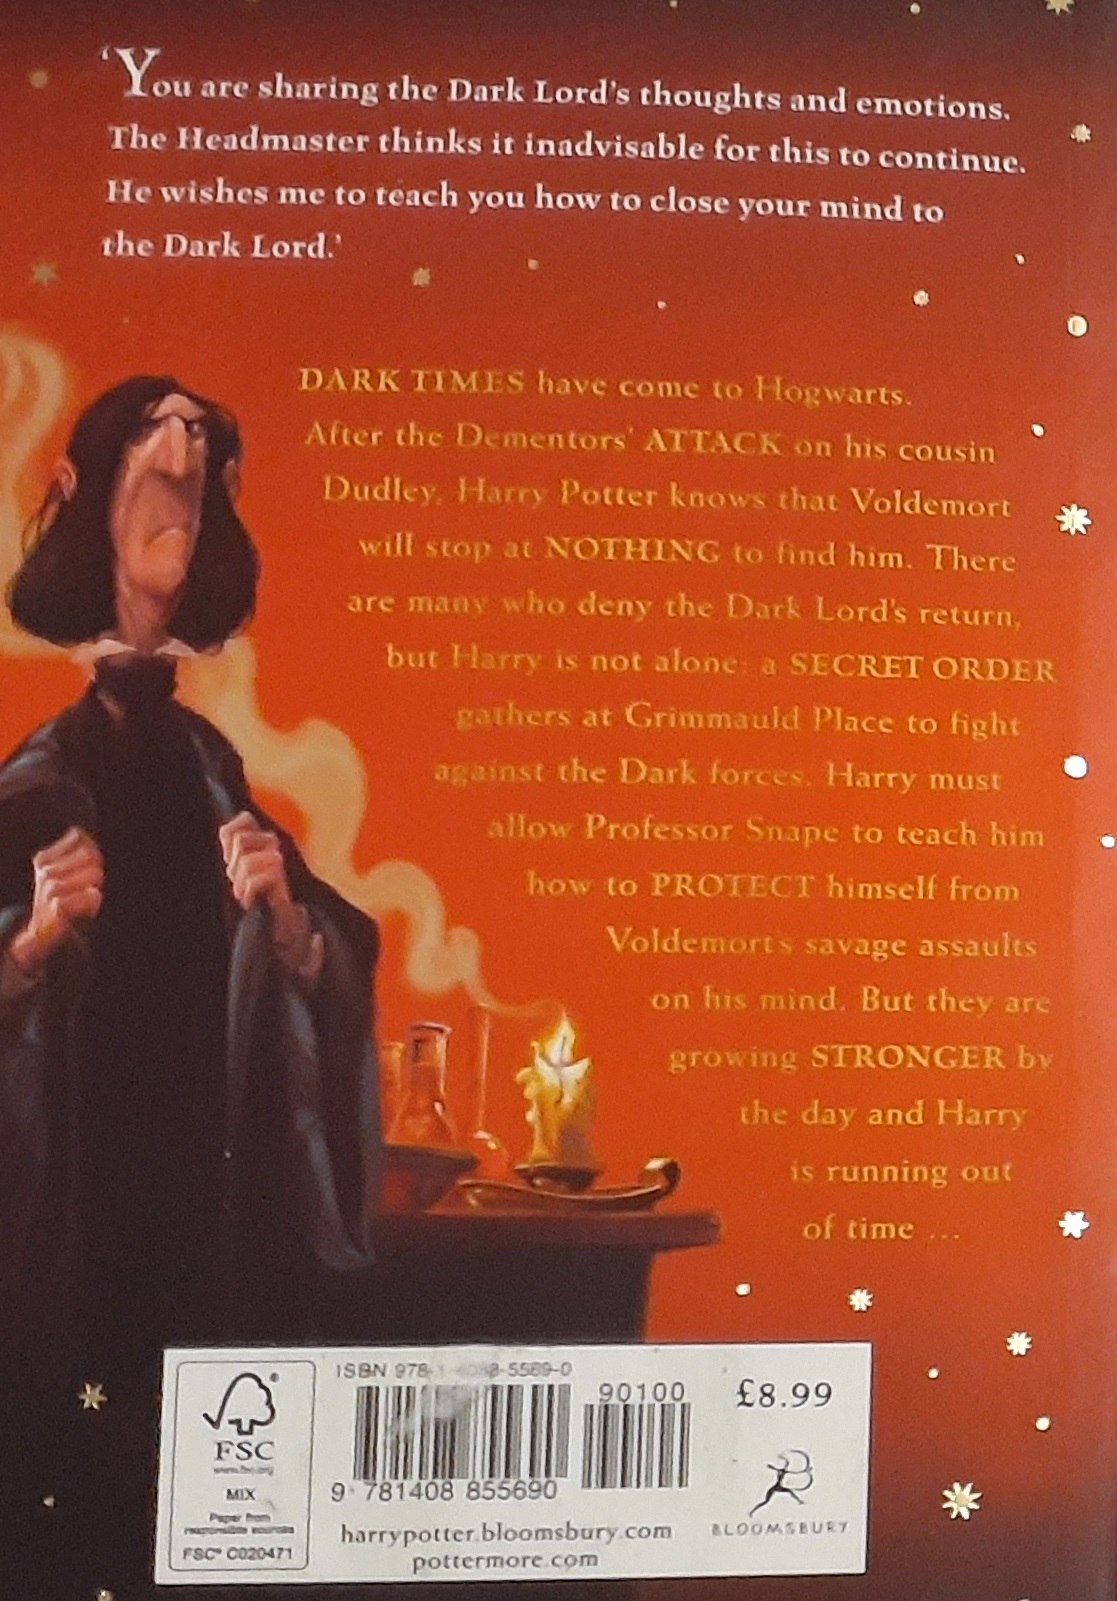 ‘You are sharing the Dark Lord's thoughts and emotions.
The Headmaster thinks it inadvisable for this to continue.
He wishes me to teach you how to close your mind to
the Dark Lord.’
DARK TIMES have come to Hogwarts.
After the Dementors' ATTACK on his cousin
Dudley, Harry Potter knows that Voldemort
will stop at NOTHING to find him. There
are many who deny the Dark Lord's return,
but Harry is not alone: a SECRET ORDER
gathers at Grimmauld Place to fight
against the Dark forces. Harry must
allow Professor Snape to teach him
how to PROTECT himself from
Voldemort's savage assaults
on his mind. But they are
growing STRONGER by
the day and Harry
is running out
of time ...
ISBN 978-1-4088-5569-0
90100
£8.99
9 781408 855690
FSC®
www.fsc.org
MIX
Paper from
responsible sources
FSC® C020471
harrypotter.bloomsbury.com
pottermore.com
BLOOMSBURY